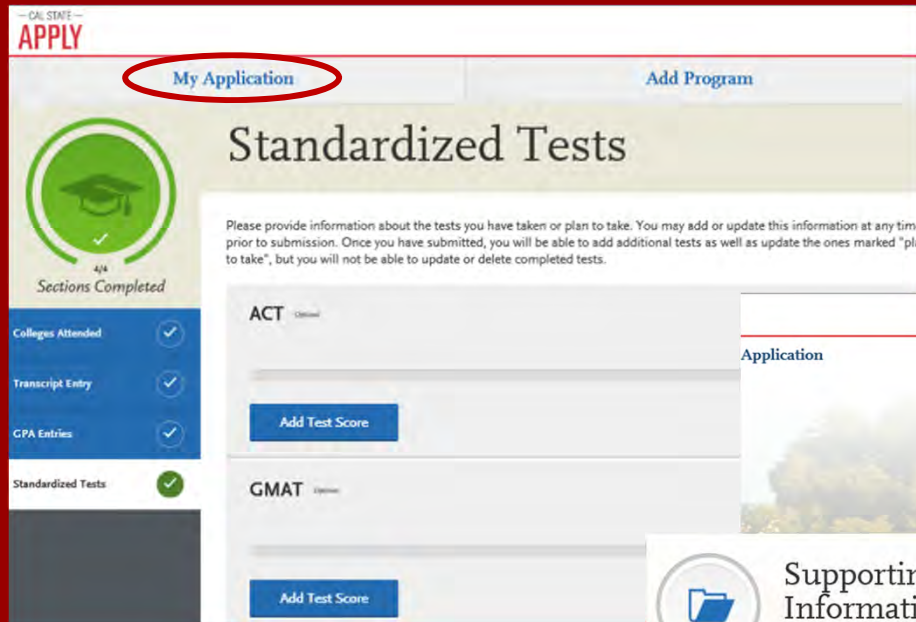 CAL STATE
APPLY
My Application
Add Program
Standardized Tests
Please provide information about the tests you have taken or plan to take. You may add or update this information at any tim
prior to submission. Once you have submitted, you will be able to add additional tests as well as update the ones marked "pl
to take", but you will not be able to update or delete completed tests.
4/4
Sections Completed
Colleges Attended
Transcript Entry
GPA Entries
Standardized Tests
ACT Optional
Add Test Score
GMAT Optional
Add Test Score
Application
Supportin
Informati